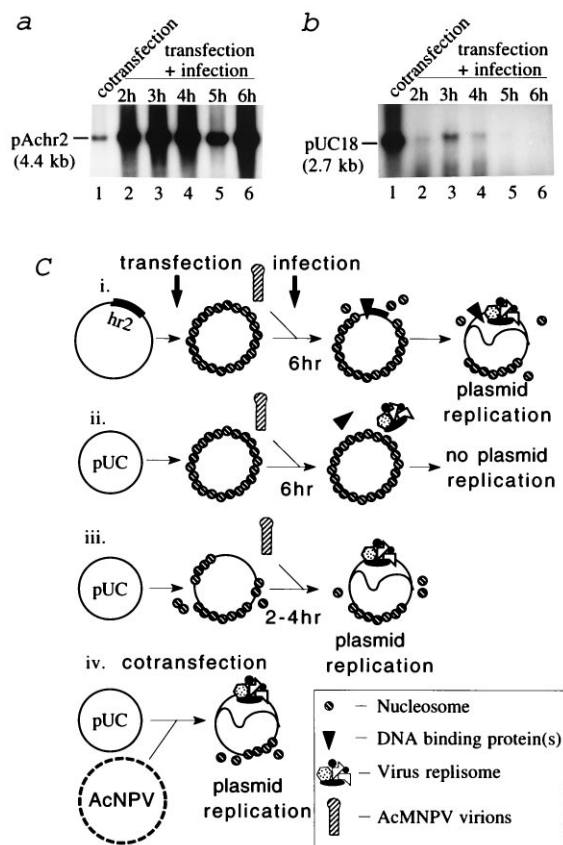 a
cotransfection
transfection
+ infection
2h 3h 4h 5h 6h
pAchr2
(4.4 kb)
1 2 3 4 5 6
b
cotransfection
transfection
+ infection
2h 3h 4h 5h 6h
pUC18
(2.7 kb)
1 2 3 4 5 6
C
transfection infection
i.
hr2
6hr
plasmid
replication
ii.
pUC
6hr
no plasmid
replication
iii.
pUC
2-4hr
plasmid
replication
iv. cotransfection
pUC
AcNPV
plasmid
replication
– Nucleosome
– DNA binding protein(s)
– Virus replisome
– AcMNPV virions